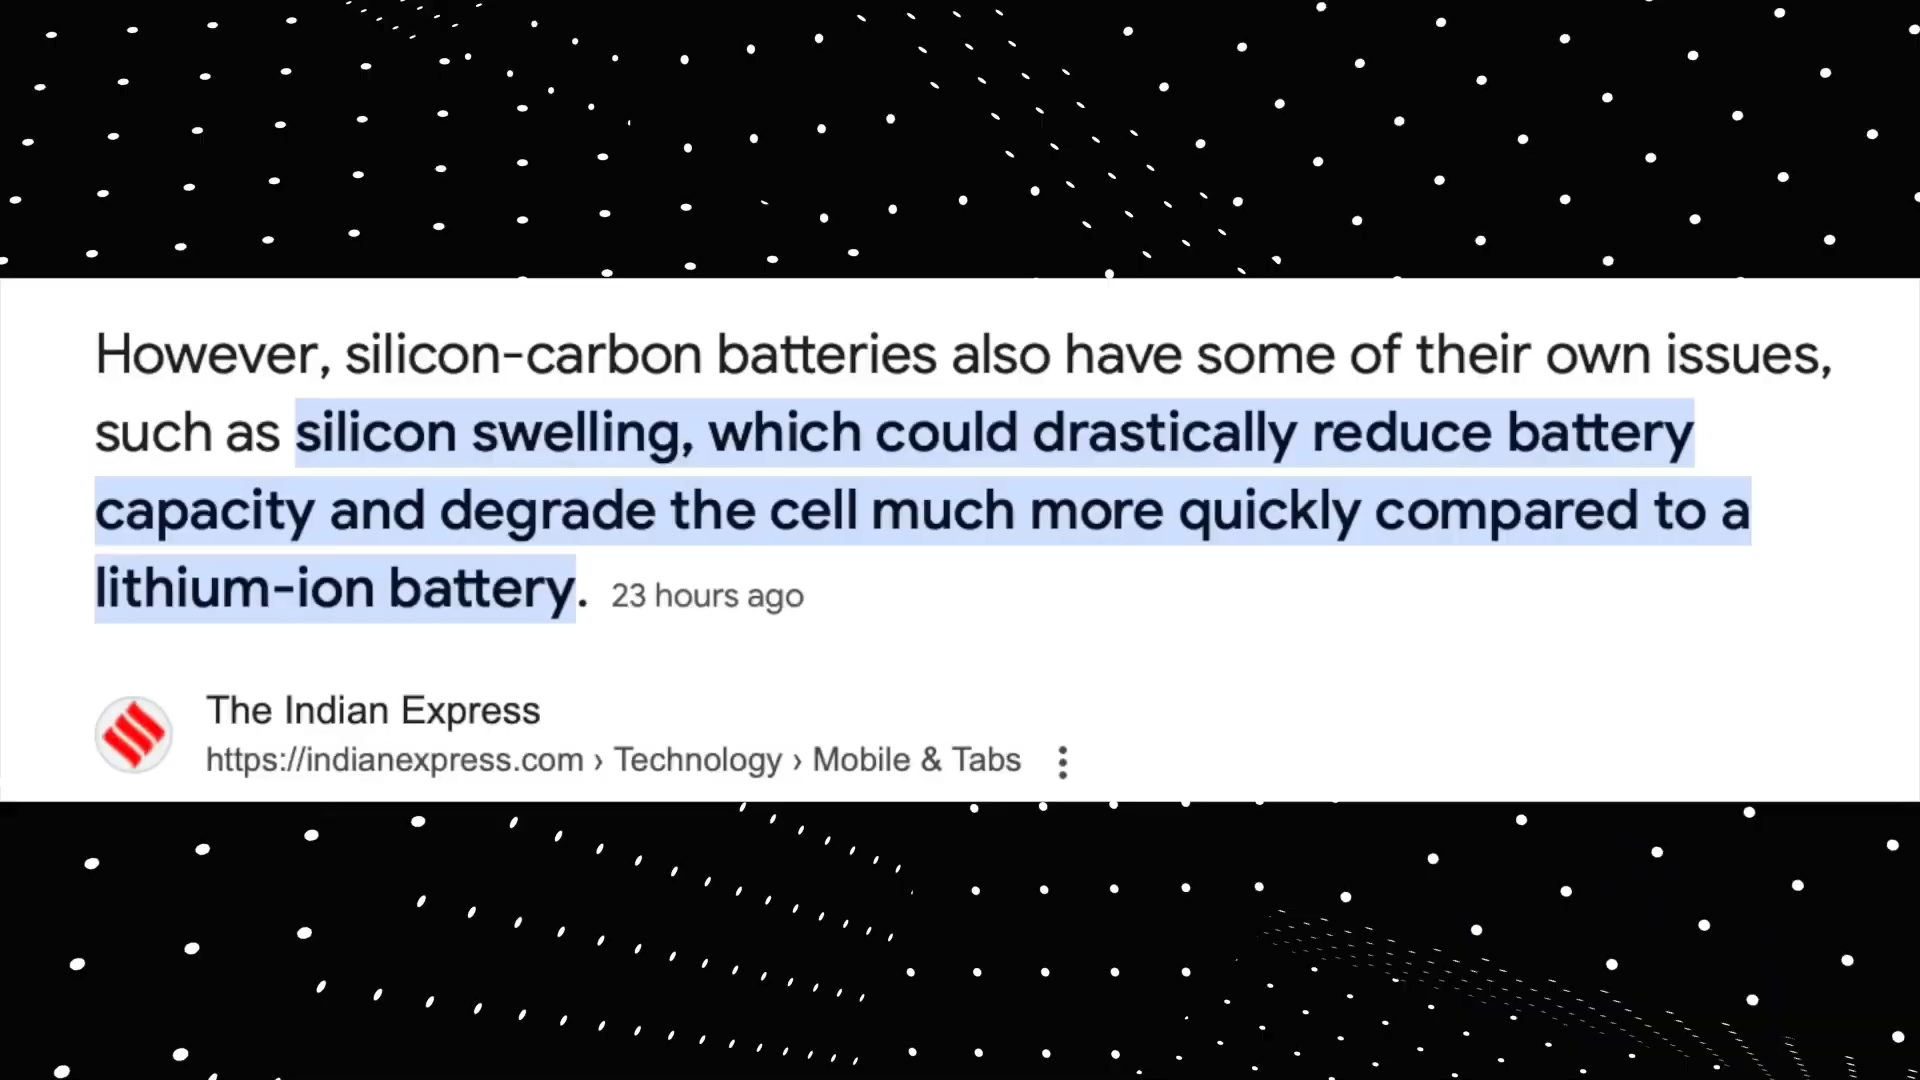 However, silicon-carbon batteries also have some of their own issues,
such as silicon swelling, which could drastically reduce battery
capacity and degrade the cell much more quickly compared to a
lithium-ion battery. 23 hours ago
The Indian Express
https://indianexpress.com › Technology › Mobile & Tabs